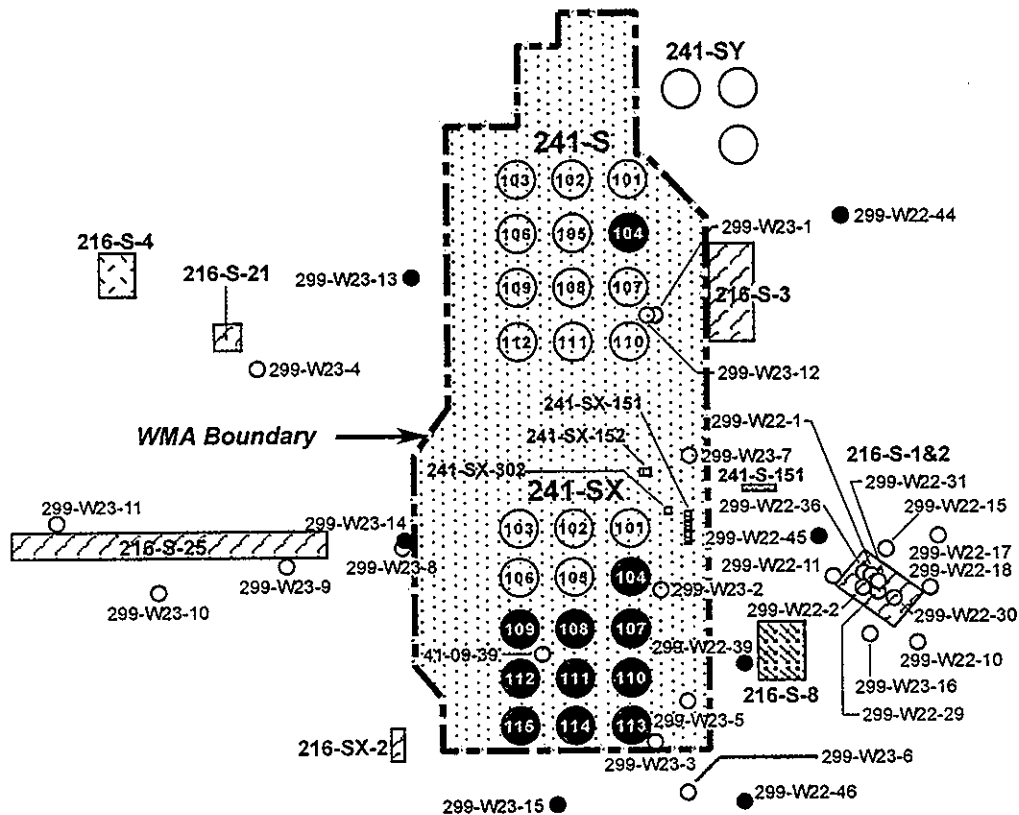 241-SY
241-S
103 102 101
299-W22-44
299-W23-1
106 105 104
216-S-4
216-S-21
299-W23-13
109 108 107
216-S-3
112 111 110
299-W23-4
299-W23-12
241-SX-151
299-W22-1
WMA Boundary
241-SX-152
299-W23-7
216-S-1&2
241-SX-302
241-S-151
299-W22-31
241-SX
299-W22-36
299-W22-15
299-W23-11
299-W23-14
103 102 101
299-W22-45
216-S-25
299-W22-17
299-W23-8
299-W22-11
299-W22-18
299-W23-9
106 105 104
299-W23-2
299-W23-10
299-W22-2
299-W22-30
109 108 107
299-W22-39
41-09-39
299-W22-10
112 111 110
299-W23-16
216-S-8
299-W22-29
299-W23-5
115 114 113
216-SX-2
299-W23-3
299-W23-6
299-W23-15
299-W22-46